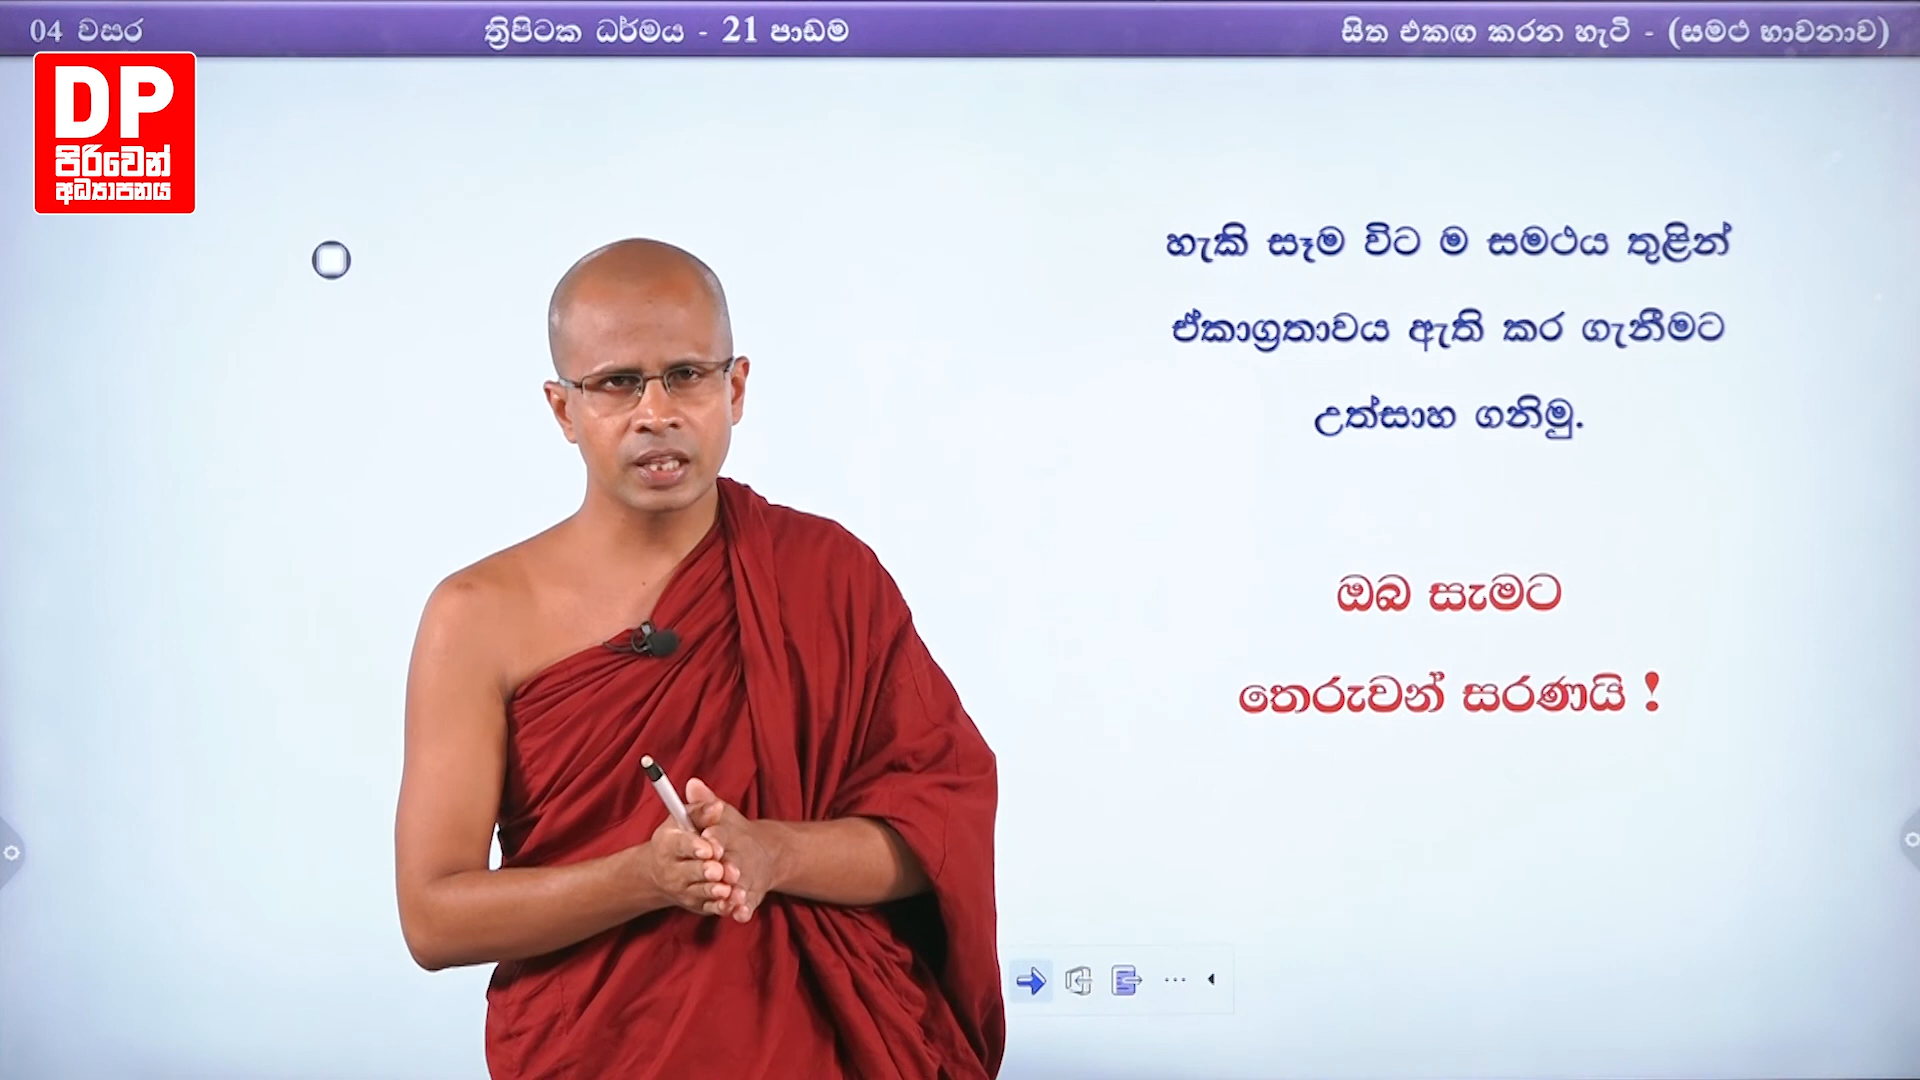 04 වසර
ත්‍රිපිටක ධර්මය - 21 පාඩම
සිත එකඟ කරන හැටි - (සමථ භාවනාව)
DP
පිරිවෙන්
අධ්‍යාපනය
හැකි සෑම විට ම සමථය තුළින්
ඒකාග්‍රතාවය ඇති කර ගැනීමට
උත්සාහ ගනිමු.
ඔබ සැමට
තෙරුවන් සරණයි !